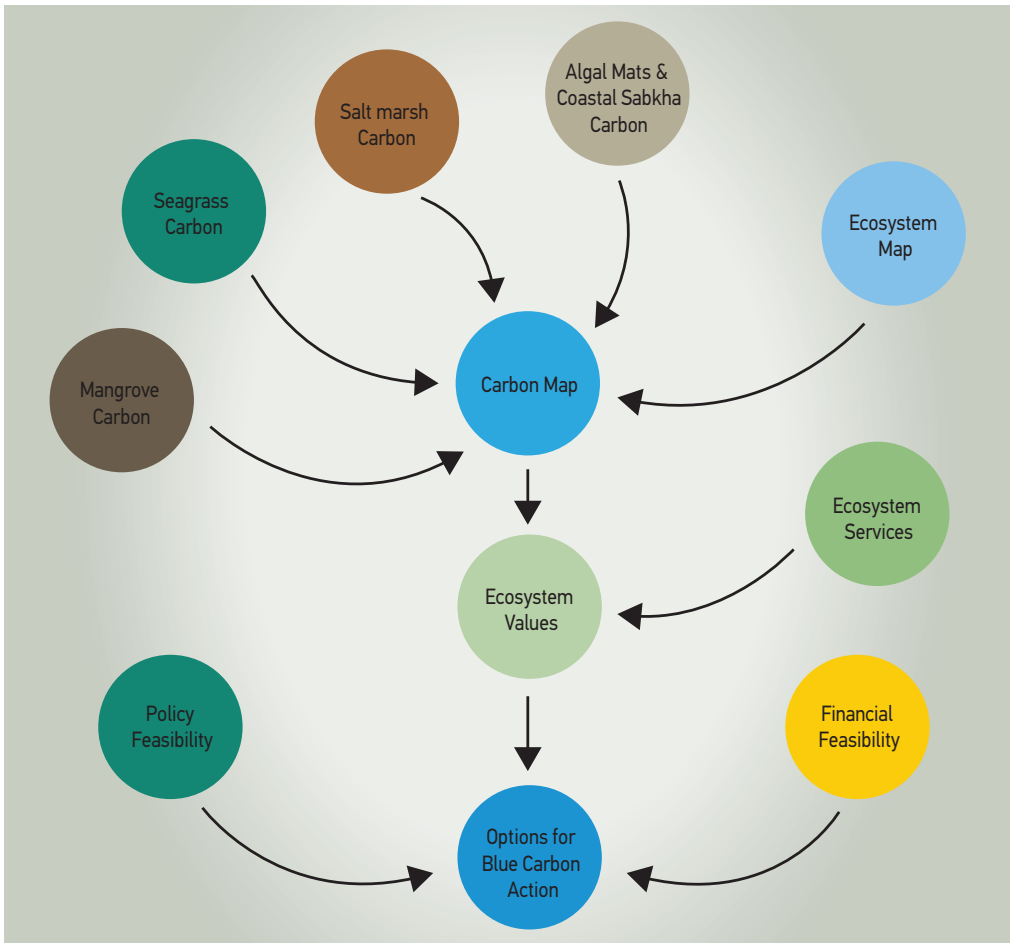 Algal Mats &
Coastal Sabkha
Carbon
Salt marsh
Carbon
Seagrass
Carbon
Ecosystem
Map
Mangrove
Carbon
Carbon Map
Ecosystem
Services
Ecosystem
Values
Policy
Feasibility
Financial
Feasibility
Options for
Blue Carbon
Action